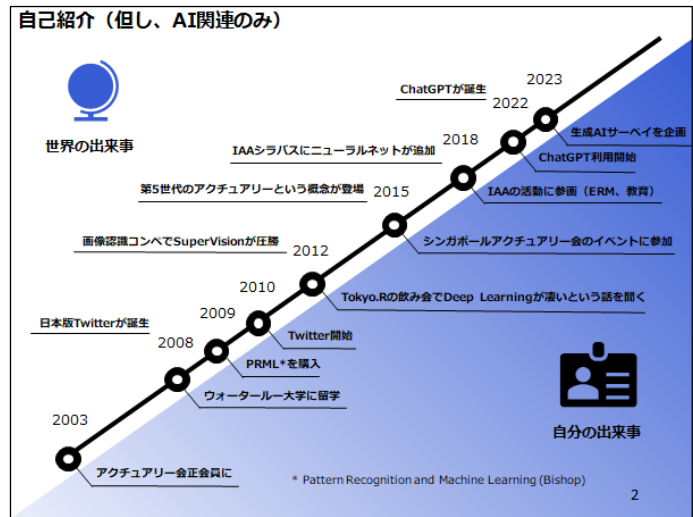 自己紹介（但し、AI関連のみ）
世界の出来事
ChatGPTが誕生
2023
2022
生成AIサーベイを企画
IAAシラバスにニューラルネットが追加
2018
ChatGPT利用開始
第5世代のアクチュアリーという概念が登場
2015
IAAの活動に参画（ERM、教育）
画像認識コンペでSuperVisionが圧勝
2012
シンガポールアクチュアリー会のイベントに参加
2010
Tokyo.Rの飲み会でDeep Learningが凄いという話を聞く
日本版Twitterが誕生
2009
Twitter開始
2008
PRML*を購入
ウォータールー大学に留学
2003
自分の出来事
アクチュアリー会正会員に
* Pattern Recognition and Machine Learning (Bishop)
2